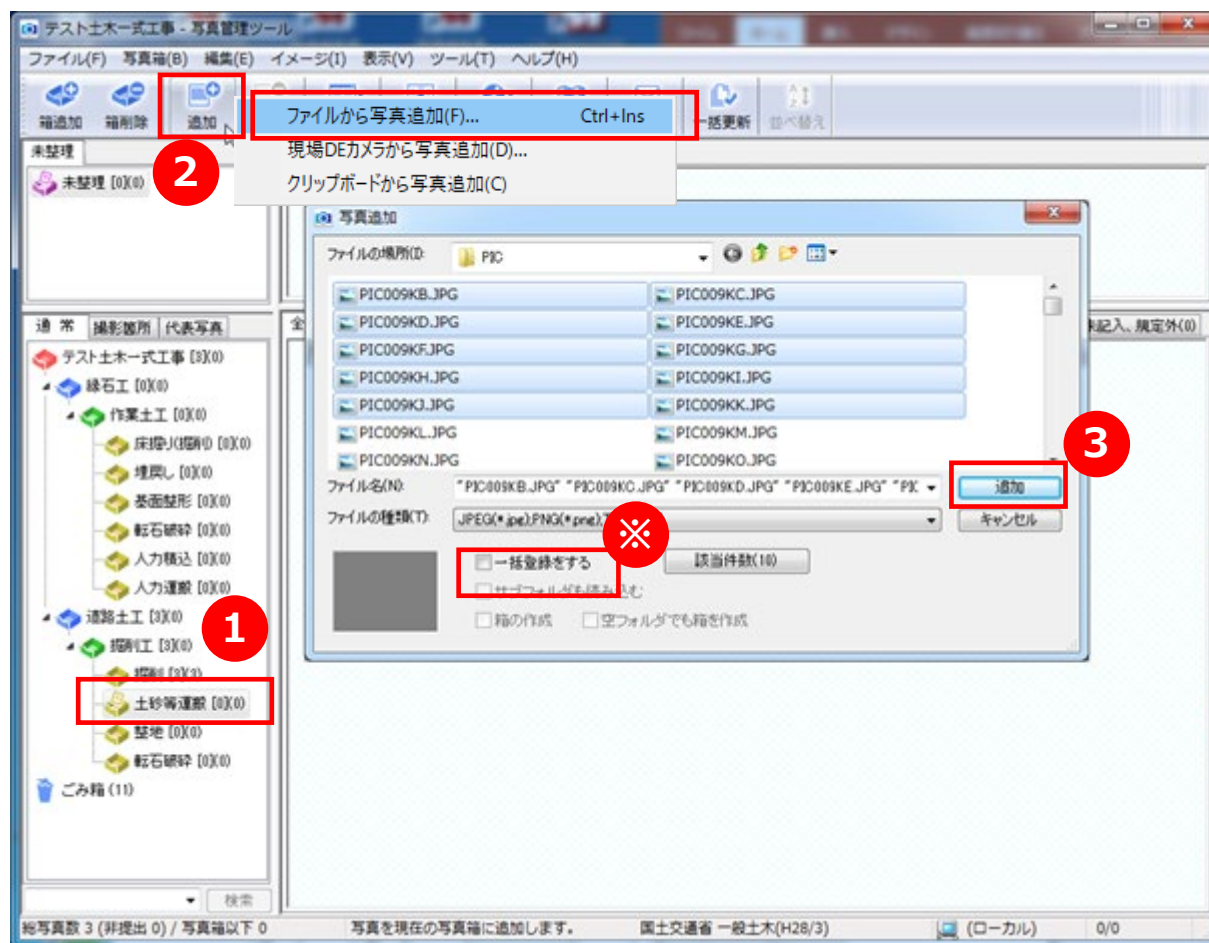 テスト土木一式工事 - 写真管理ツール
ファイル(F) 写真箱(B) 編集(E) イメージ(I) 表示(V) ツール(T) ヘルプ(H)
箱追加 箱削除 追加 一括更新 並べ替え
ファイルから写真追加(F)... Ctrl+Ins
現場DEカメラから写真追加(D)...
クリップボードから写真追加(C)
2
未整理
未整理 [0](0)
写真追加
ファイルの場所(I): PIC
PIC009KB.JPG PIC009KC.JPG
PIC009KD.JPG PIC009KE.JPG
PIC009KF.JPG PIC009KG.JPG
PIC009KH.JPG PIC009KI.JPG
PIC009KJ.JPG PIC009KK.JPG
PIC009KL.JPG PIC009KM.JPG
PIC009KN.JPG PIC009KO.JPG
ファイル名(N): "PIC009KB.JPG" "PIC009KC.JPG" "PIC009KD.JPG" "PIC009KE.JPG" "PIC 追加
3
ファイルの種類(T): JPEG(*.jpe),PNG(*.png), キャンセル
※
一括登録をする 該当件数(10)
サブフォルダも読み込む
箱の作成 空フォルダでも箱を作成
通常 撮影箇所 代表写真
全 未記入、規定外(0)
テスト土木一式工事 [3](0)
縁石工 [0](0)
作業土工 [0](0)
床掘り(掘削) [0](0)
埋戻し [0](0)
基面整形 [0](0)
転石破砕 [0](0)
人力積込 [0](0)
人力運搬 [0](0)
道路土工 [3](0)
1
掘削工 [3](0)
掘削 [3](3)
土砂等運搬 [0](0)
整地 [0](0)
転石破砕 [0](0)
ごみ箱 (11)
検索
総写真数 3 (非提出 0) / 写真箱以下 0 写真を現在の写真箱に追加します。 国土交通省 一般土木(H28/3) (ローカル) 0/0